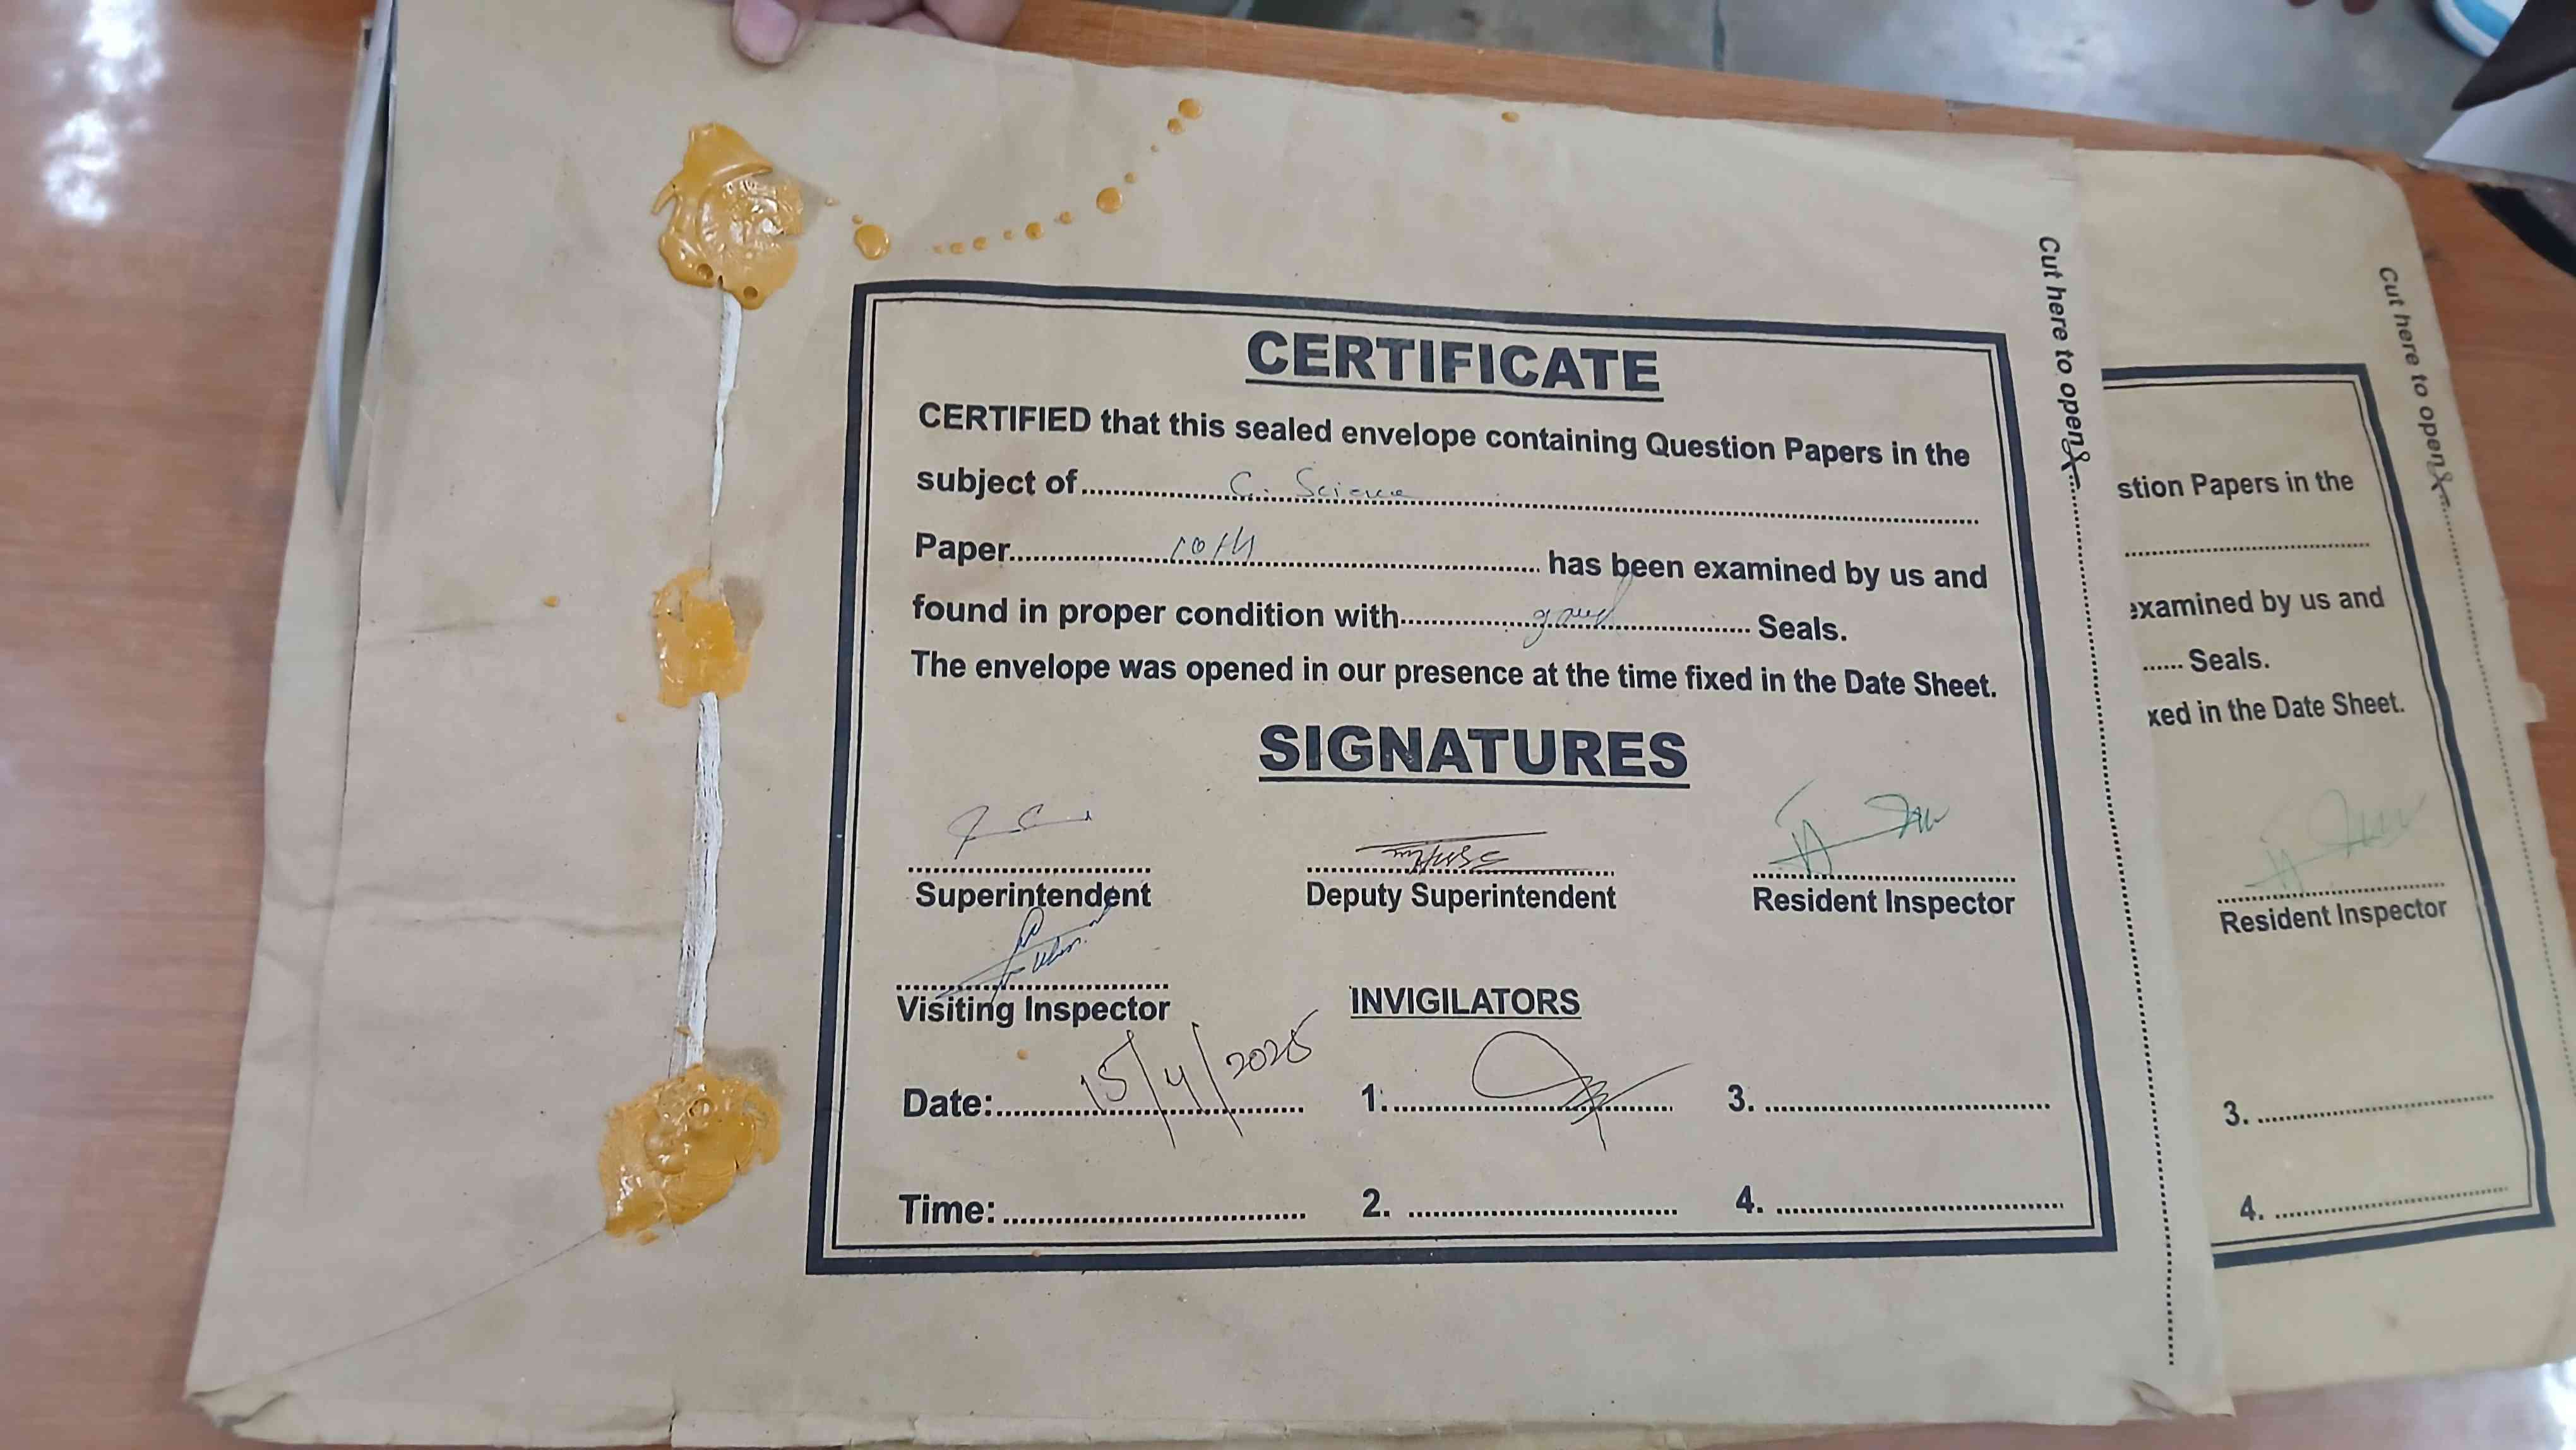 CERTIFICATE
CERTIFIED that this sealed envelope containing Question Papers in the
subject of.......... C. Science ..........
Paper.......... 10th .......... has been examined by us and
found in proper condition with.......... Seals.
The envelope was opened in our presence at the time fixed in the Date Sheet.
SIGNATURES
Superintendent Deputy Superintendent Resident Inspector
Visiting Inspector INVIGILATORS
Date:.......... 15/4/2025 1:.......... 3. ..........
Time:.......... 2. .......... 4. ..........
Cut here to open
stion Papers in the
examined by us and
...... Seals.
xed in the Date Sheet.
Resident Inspector
3. ..........
4. ..........
Cut here to open